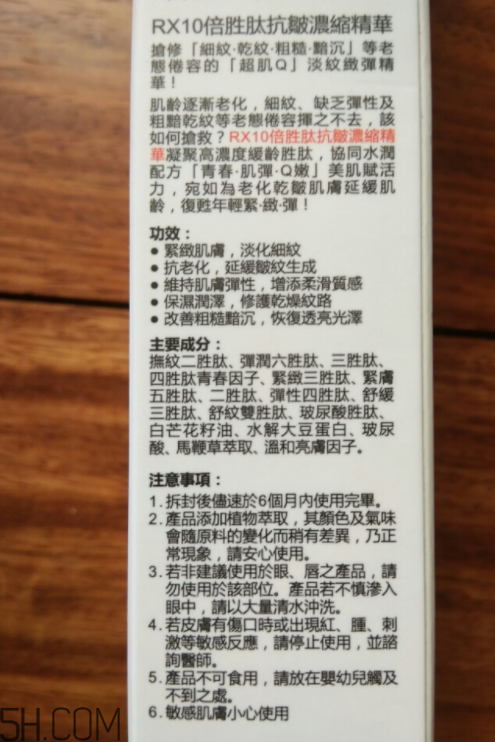 RX10倍胜肽抗皺濃縮精華
搶修「細紋·乾紋·粗糙·黯沉」等老
態倦容的「超肌Q」淡紋緻彈精
華！
肌齡逐漸老化，細紋、缺乏彈性及
粗黯乾紋等老態倦容揮之不去，該
如何搶救？RX10倍胜肽抗皺濃縮精
華凝聚高濃度緩齡胜肽，協同水潤
配方「青春·肌彈·Q嫩」美肌賦活
力，宛如為老化乾皺肌膚延緩肌
齡，復甦年輕緊·緻·彈！
功效：
● 緊緻肌膚，淡化細紋
● 抗老化，延緩皺紋生成
● 維持肌膚彈性，增添柔滑質感
● 保濕潤澤，修護乾燥紋路
● 改善粗糙黯沉，恢復透亮光澤
主要成分：
撫紋二胜肽、彈潤六胜肽、三胜肽、
四胜肽青春因子、緊緻三胜肽、緊膚
五胜肽、二胜肽、彈性四胜肽、舒緩
三胜肽、舒紋雙胜肽、玻尿酸胜肽、
白芒花籽油、水解大豆蛋白、玻尿
酸、馬鞭草萃取、溫和亮膚因子。
注意事項：
1. 拆封後儘速於6個月內使用完畢。
2. 產品添加植物萃取，其顏色及氣味
會隨原料的變化而稍有差異，乃正
常現象，請安心使用。
3. 若非建議使用於眼、唇之產品，請
勿使用於該部位。產品若不慎滲入
眼中，請以大量清水沖洗。
4. 若皮膚有傷口時或出現紅、腫、刺
激等敏感反應，請停止使用，並諮
詢醫師。
5. 產品不可食用，請放在嬰幼兒觸及
不到之處。
6. 敏感肌膚小心使用
5H.COM